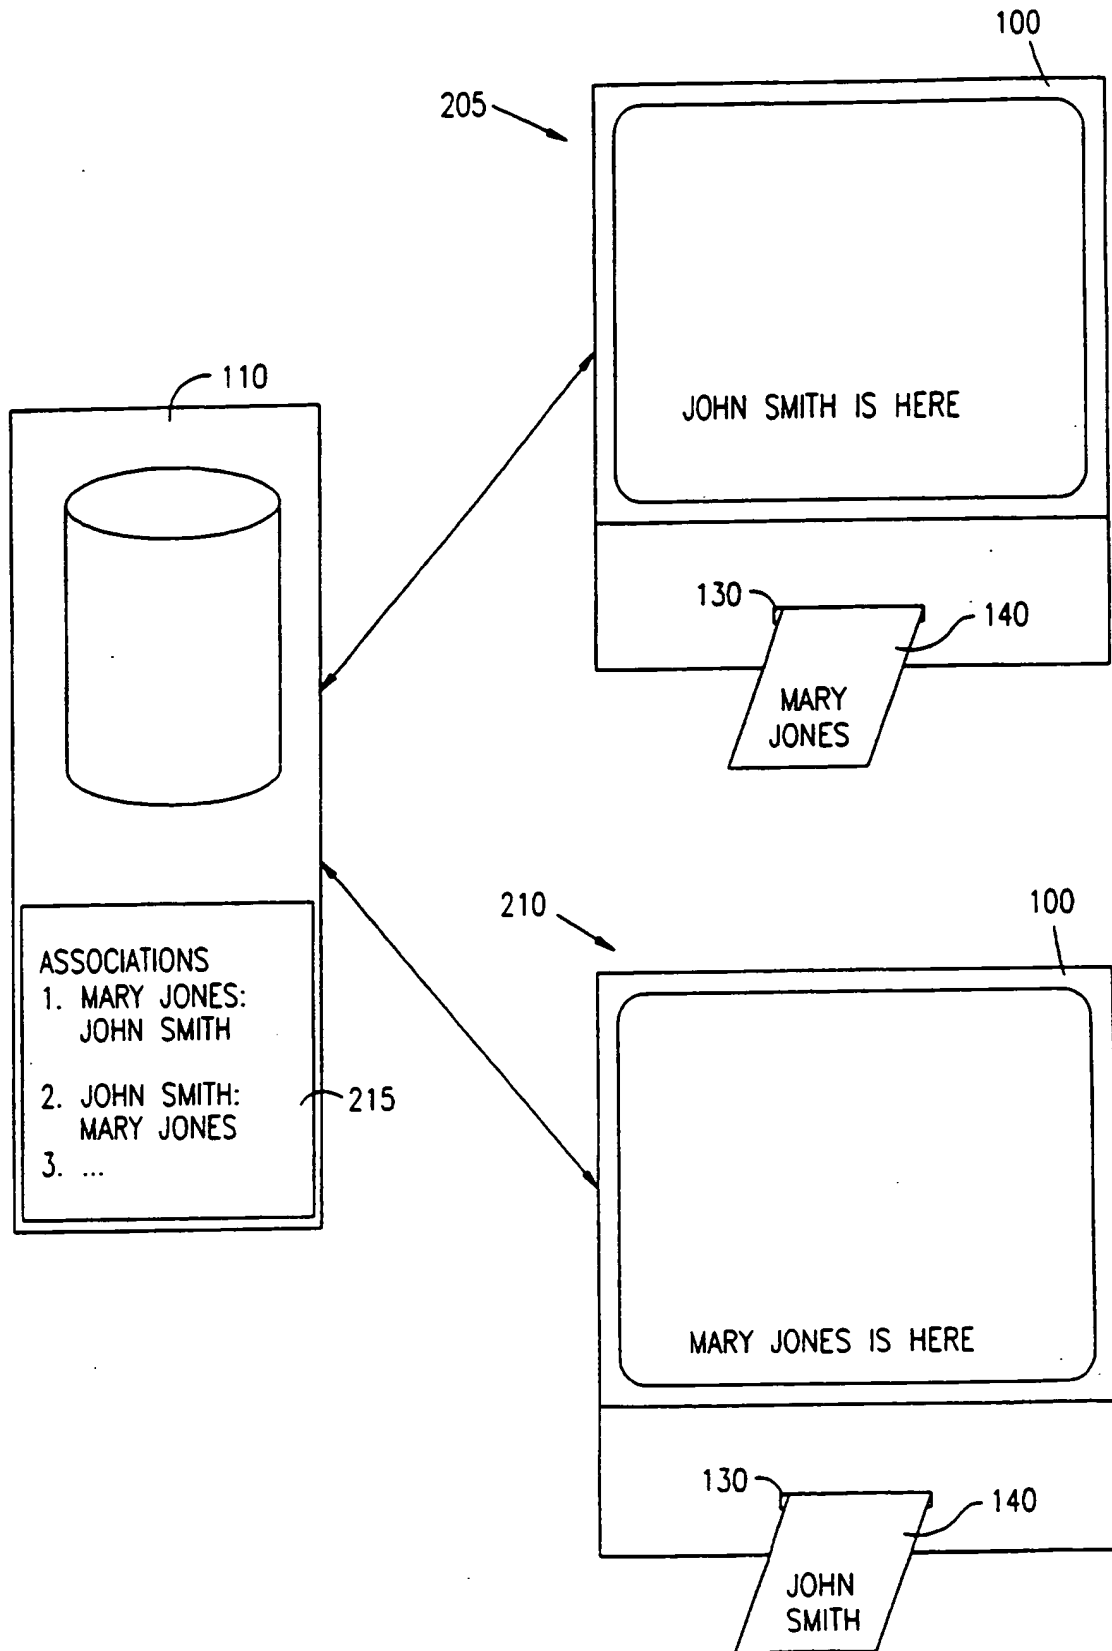 100
205
JOHN SMITH IS HERE
130
140
MARY
JONES
110
ASSOCIATIONS
1. MARY JONES:
JOHN SMITH
2. JOHN SMITH:
MARY JONES
3. ...
215
210
100
MARY JONES IS HERE
130
140
JOHN
SMITH